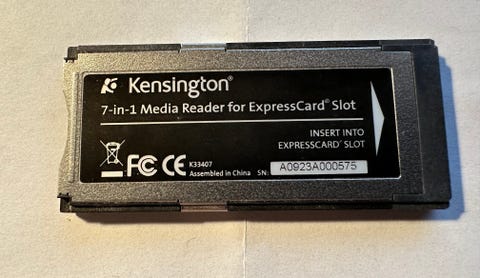 Kensington®
7-in-1 Media Reader for ExpressCard® Slot
INSERT INTO
EXPRESSCARD® SLOT
FC CE
K33407
Assembled in China SN: A0923A000575